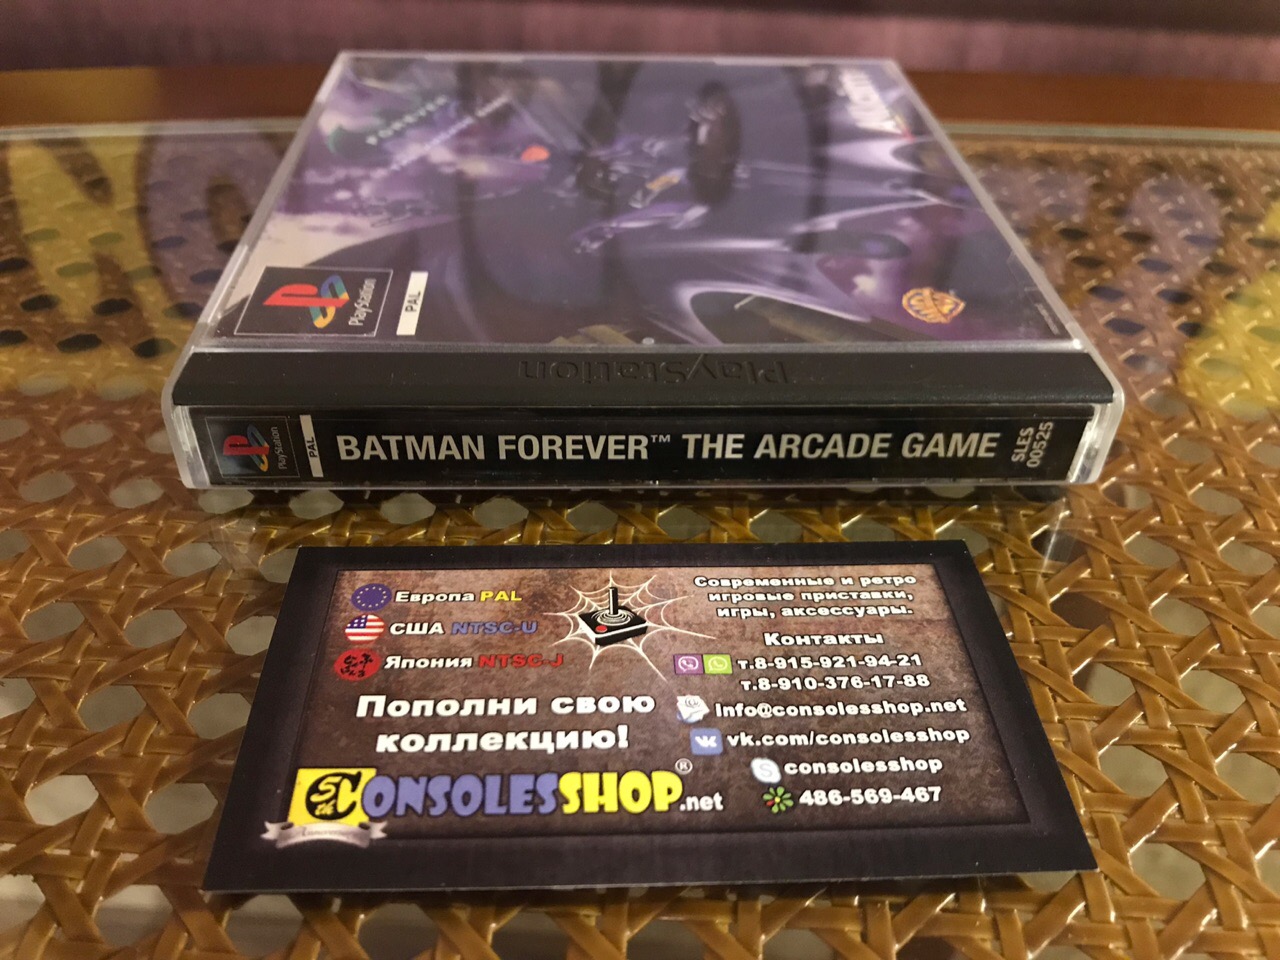 FOREVER
PlayStation
PAL
PlayStation
PlayStation
PAL
BATMAN FOREVER™ THE ARCADE GAME
SLES
00525
Европа PAL
США NTSC-U
Япония NTSC-J
Пополни свою
коллекцию!
CONSOLESSHOP®.net
Современные и ретро
игровые приставки,
игры, аксессуары.
Контакты
т.8-915-921-94-21
т.8-910-376-17-88
Info@consolesshop.net
vk.com/consolesshop
consolesshop
486-569-467